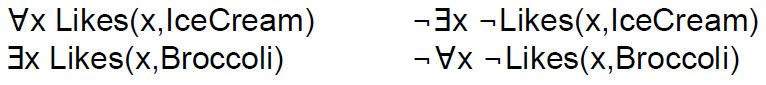 ∀x Likes(x,IceCream) ¬∃x ¬Likes(x,IceCream)
∃x Likes(x,Broccoli) ¬∀x ¬Likes(x,Broccoli)